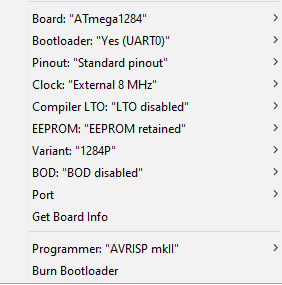 Board: "ATmega1284"
Bootloader: "Yes (UART0)"
Pinout: "Standard pinout"
Clock: "External 8 MHz"
Compiler LTO: "LTO disabled"
EEPROM: "EEPROM retained"
Variant: "1284P"
BOD: "BOD disabled"
Port
Get Board Info
Programmer: "AVRISP mkII"
Burn Bootloader